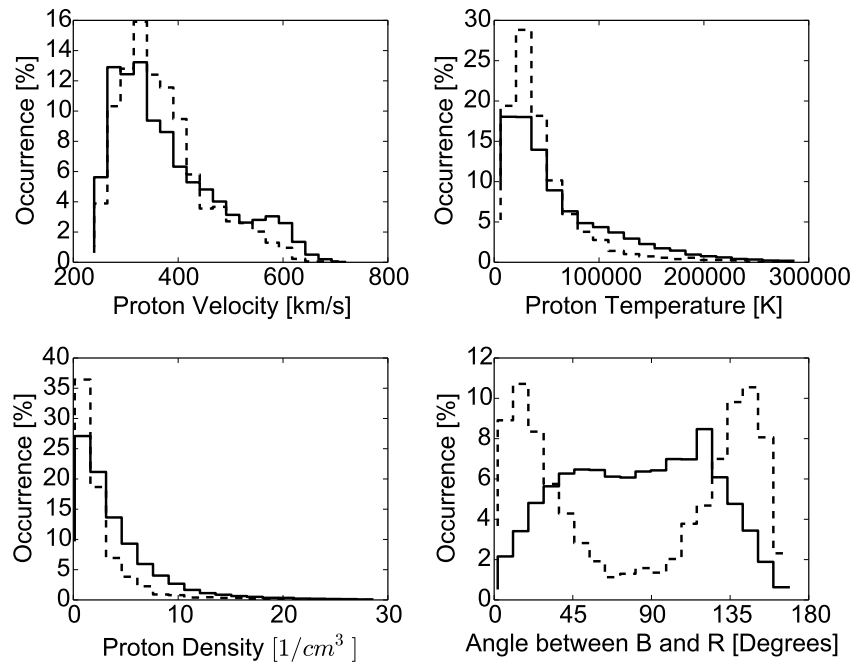 16
14
12
10
8
6
4
2
0
Occurrence [%]
200 400 600 800
Proton Velocity [km/s]
40
35
30
25
20
15
10
5
0
Occurrence [%]
0 100000 200000 300000
Proton Temperature [K]
40
35
30
25
20
15
10
5
0
Occurrence [%]
0 10 20 30
Proton Density [1/cm³ ]
12
10
8
6
4
2
0
Occurrence [%]
0 45 90 135 180
Angle between B and R [Degrees]